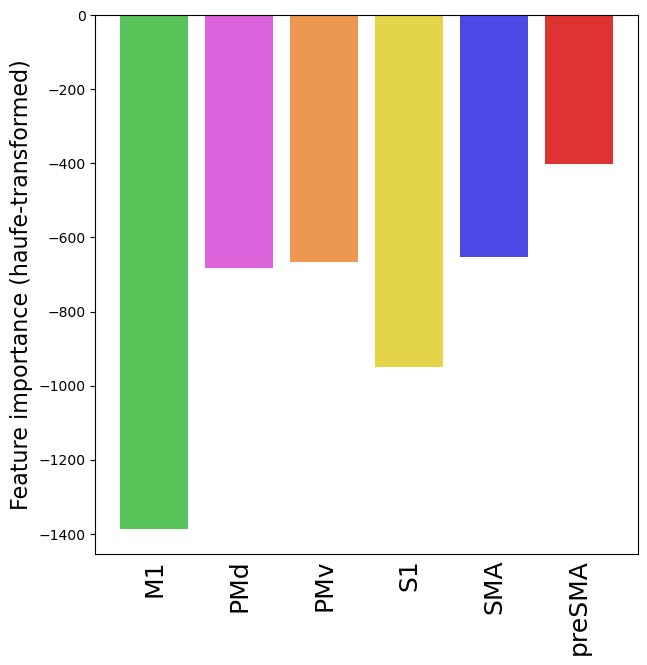 Feature importance (haufe-transformed)
0
−200
−400
−600
−800
−1000
−1200
−1400
M1
PMd
PMv
S1
SMA
preSMA